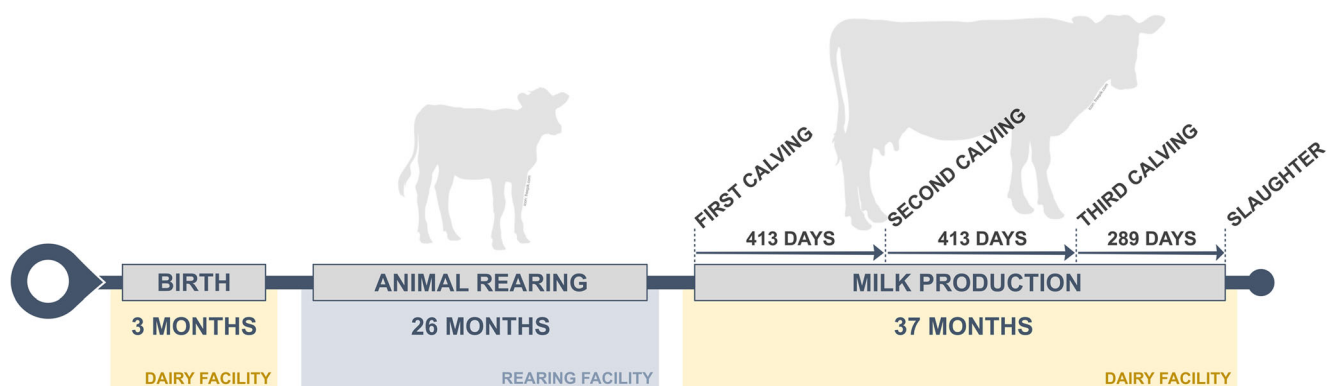 FIRST CALVING
SECOND CALVING
THIRD CALVING
SLAUGHTER
413 DAYS
413 DAYS
289 DAYS
BIRTH
ANIMAL REARING
MILK PRODUCTION
3 MONTHS
26 MONTHS
37 MONTHS
DAIRY FACILITY
REARING FACILITY
DAIRY FACILITY